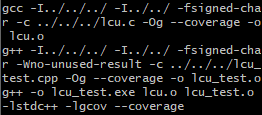 gcc -I../../../ -I../../ -fsigned-cha
r -c ../../../lcu.c -Og --coverage -o
 lcu.o
g++ -I../../../ -I../../ -fsigned-cha
r -Wno-unused-result -c ../../../lcu_
test.cpp -Og --coverage -o lcu_test.o
g++ -o lcu_test.exe lcu.o lcu_test.o
-lstdc++ -lgcov --coverage